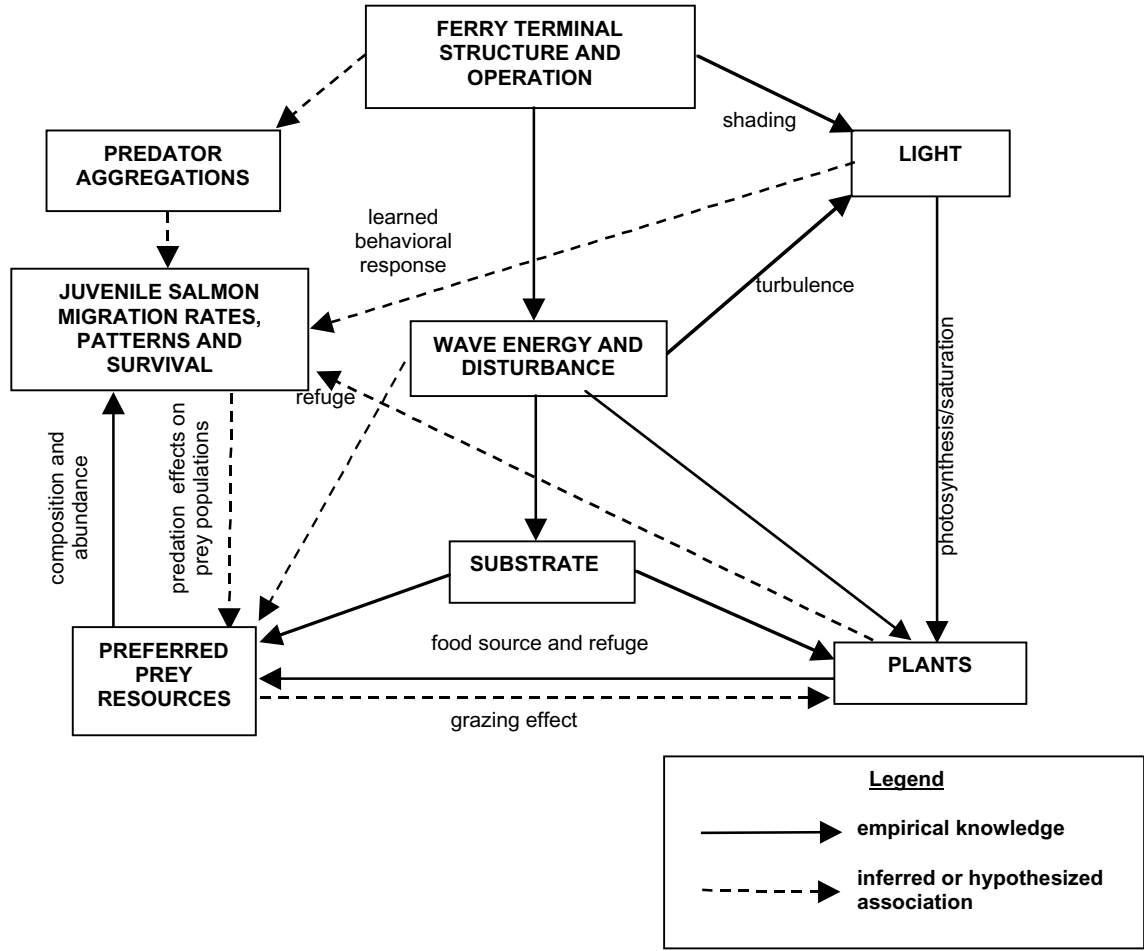 FERRY TERMINAL
STRUCTURE AND
OPERATION
shading
PREDATOR
AGGREGATIONS
LIGHT
learned
behavioral
response
JUVENILE SALMON
MIGRATION RATES,
PATTERNS AND
SURVIVAL
turbulence
WAVE ENERGY AND
DISTURBANCE
refuge
composition and
abundance
predation effects on
prey populations
photosynthesis/saturation
SUBSTRATE
food source and refuge
PREFERRED
PREY
RESOURCES
PLANTS
grazing effect
Legend
empirical knowledge
inferred or hypothesized
association